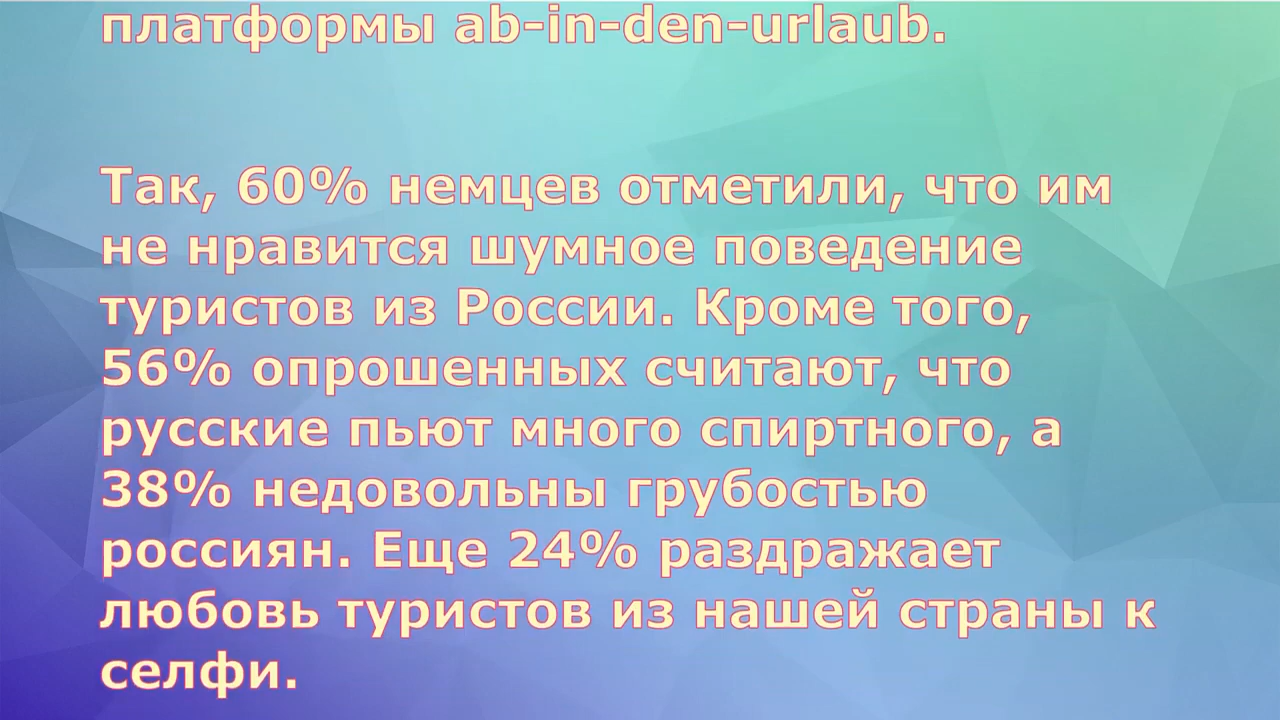 платформы ab-in-den-urlaub.
Так, 60% немцев отметили, что им
не нравится шумное поведение
туристов из России. Кроме того,
56% опрошенных считают, что
русские пьют много спиртного, а
38% недовольны грубостью
россиян. Еще 24% раздражает
любовь туристов из нашей страны к
селфи.